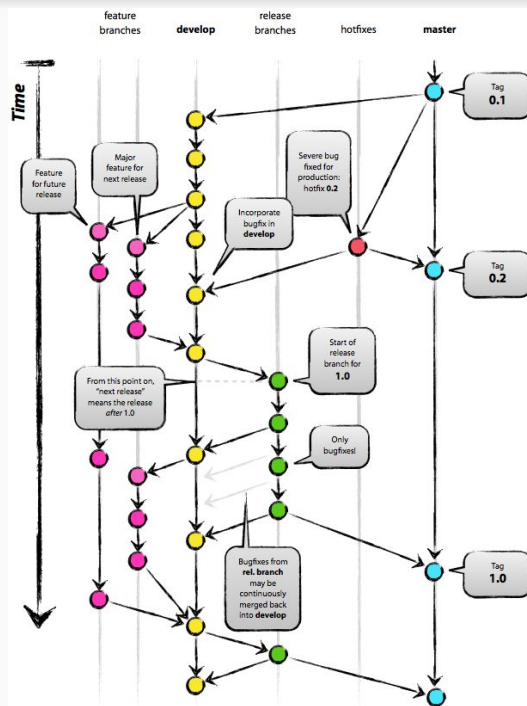 feature
branches
develop
release
branches
hotfixes
master
Time
Tag
0.1
Feature
for future
release
Major
feature for
next release
Severe bug
fixed for
production:
hotfix 0.2
Incorporate
bugfix in
develop
Tag
0.2
Start of
release
branch for
1.0
From this point on,
“next release”
means the release
after 1.0
Only
bugfixes!
Bugfixes from
rel. branch
may be
continuously
merged back
into develop
Tag
1.0